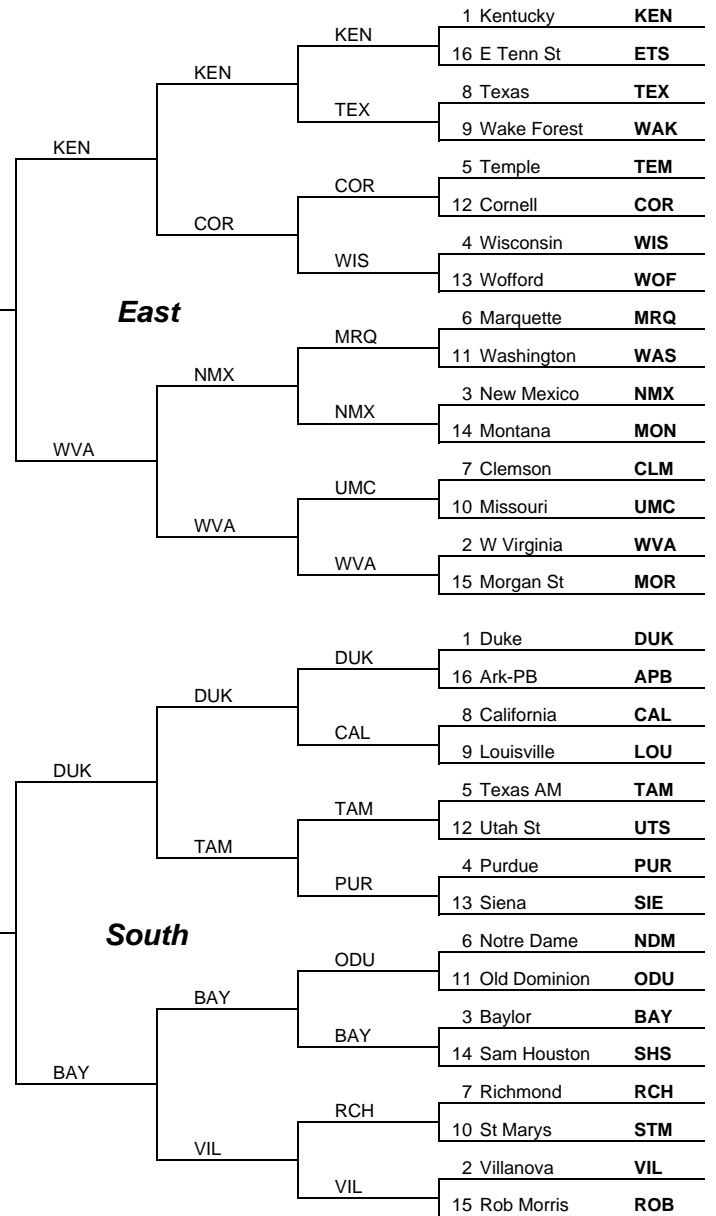 1 Kentucky KEN
KEN
16 E Tenn St ETS
KEN
8 Texas TEX
TEX
9 Wake Forest WAK
KEN
5 Temple TEM
COR
12 Cornell COR
COR
4 Wisconsin WIS
WIS
13 Wofford WOF
East
6 Marquette MRQ
MRQ
11 Washington WAS
NMX
3 New Mexico NMX
NMX
14 Montana MON
WVA
7 Clemson CLM
UMC
10 Missouri UMC
WVA
2 W Virginia WVA
WVA
15 Morgan St MOR
1 Duke DUK
DUK
16 Ark-PB APB
DUK
8 California CAL
CAL
9 Louisville LOU
DUK
5 Texas AM TAM
TAM
12 Utah St UTS
TAM
4 Purdue PUR
PUR
13 Siena SIE
South
6 Notre Dame NDM
ODU
11 Old Dominion ODU
BAY
3 Baylor BAY
BAY
14 Sam Houston SHS
BAY
7 Richmond RCH
RCH
10 St Marys STM
VIL
2 Villanova VIL
VIL
15 Rob Morris ROB